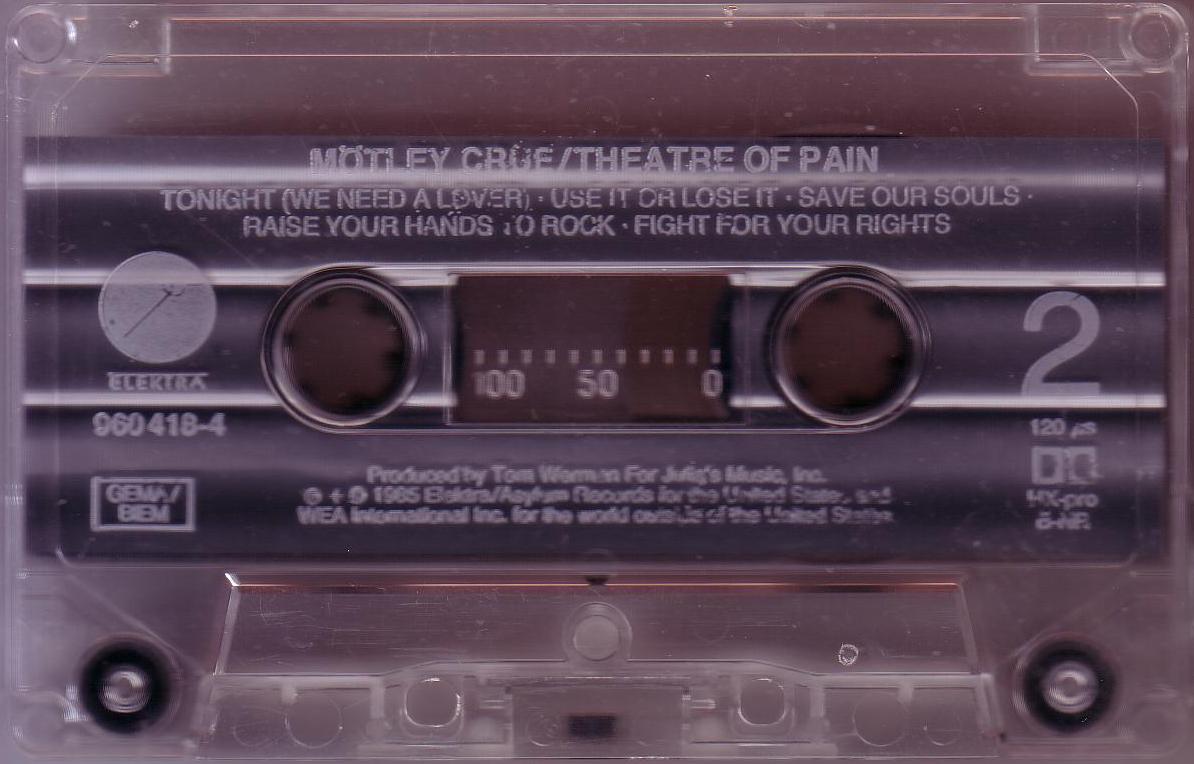 MÖTLEY CRÜE/THEATRE OF PAIN
TONIGHT (WE NEED A LOVER) · USE IT OR LOSE IT · SAVE OUR SOULS ·
RAISE YOUR HANDS TO ROCK · FIGHT FOR YOUR RIGHTS
ELEKTRA
960 418-4
GEMA/
BIEM
100 50 0
2
120 µs
HX-pro
B-NR
Produced by Tom Werman For Julia's Music, Inc.
℗ + © 1985 Elektra/Asylum Records for the United States and
WEA International Inc. for the world outside of the United States.